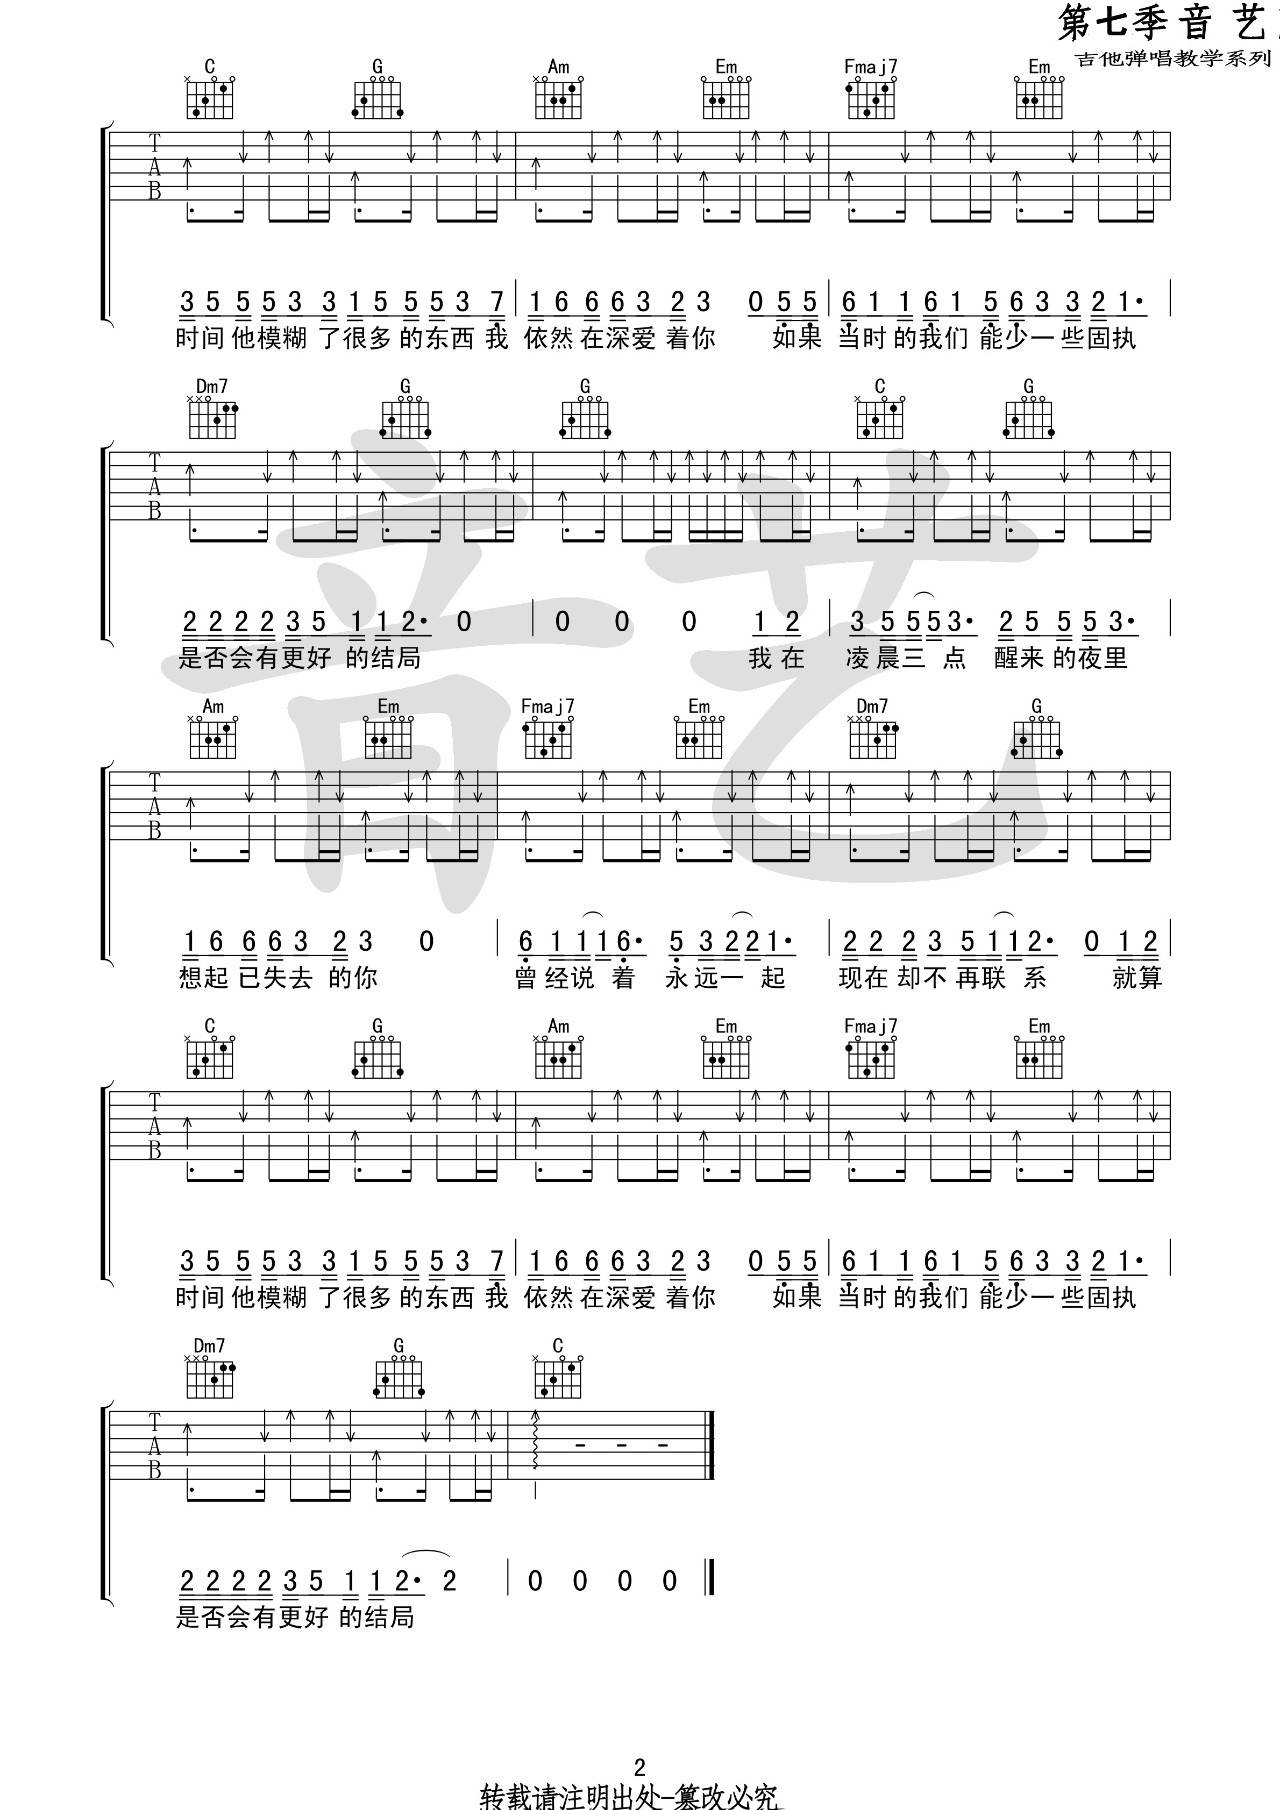 第七季音 艺
吉他弹唱教学系列
C G Am Em Fmaj7 Em
T
A
B
3 5 5 5 3 3 1 5 5 5 3 7 1 6 6 6 3 2 3 0 5 5 6 1 1 6 1 5 6 3 3 2 1·
时间他模糊 了很多的东西我 依然在深爱着你 如果 当时的我们 能少一些固执
Dm7 G G C G
T
A
B
2 2 2 2 3 5 1 1 2· 0 0 0 0 1 2 3 5 5 5 3· 2 5 5 5 3·
是否会有更好 的结局 我在 凌晨三 点 醒来的夜里
音艺
Am Em Fmaj7 Em Dm7 G
T
A
B
1 6 6 6 3 2 3 0 6 1 1 1 6· 5 3 2 2 1· 2 2 2 3 5 1 1 2· 0 1 2
想起已失去 的你 曾经说 着 永远一 起 现在却不再联 系 就算
C G Am Em Fmaj7 Em
T
A
B
3 5 5 5 3 3 1 5 5 5 3 7 1 6 6 6 3 2 3 0 5 5 6 1 1 6 1 5 6 3 3 2 1·
时间他模糊 了很多的东西我 依然在深爱着你 如果 当时的我们 能少一些固执
Dm7 G C
T
A
B
2 2 2 2 3 5 1 1 2· 2 0 0 0 0
是否会有更好 的结局
2
转载请注明出处-篡改必究